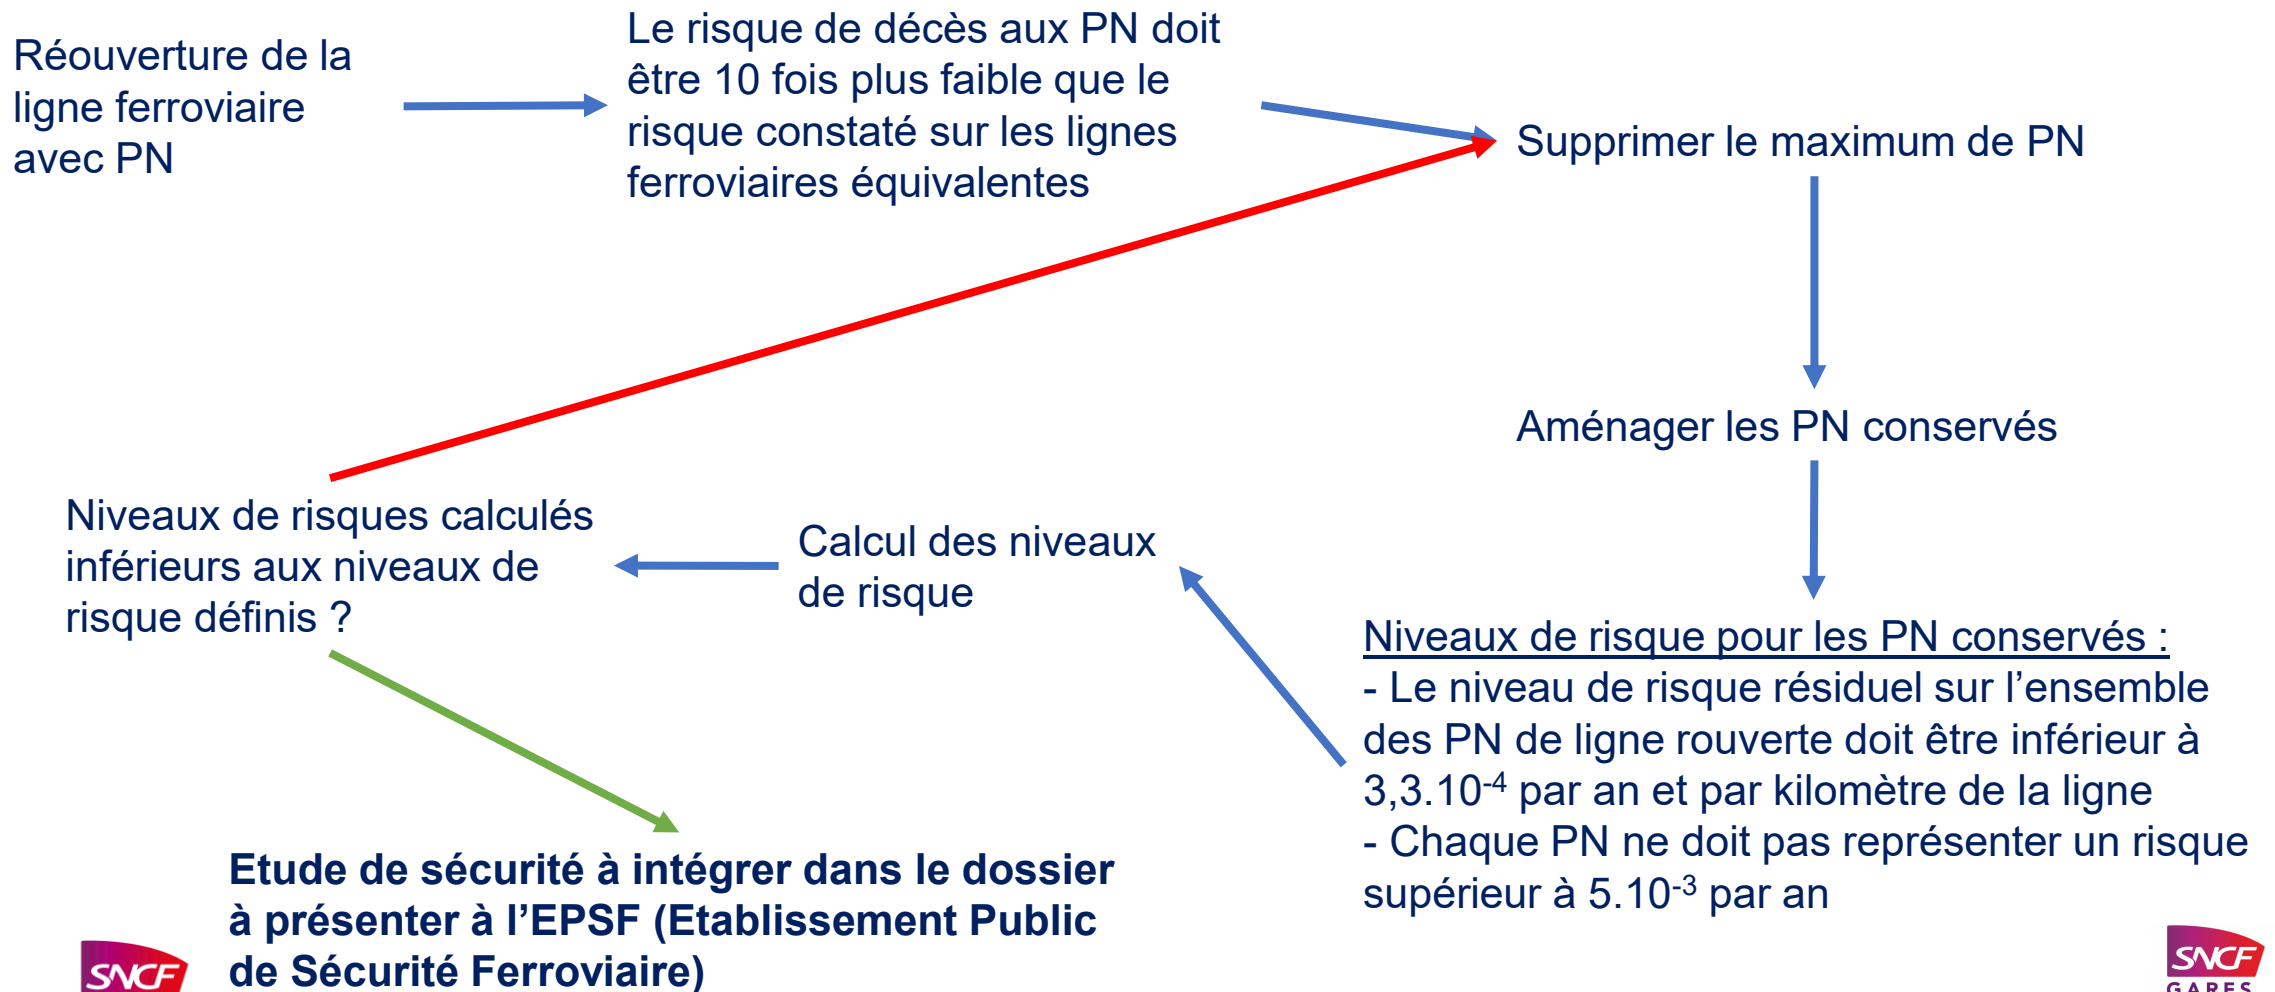 Réouverture de la
ligne ferroviaire
avec PN
Le risque de décès aux PN doit
être 10 fois plus faible que le
risque constaté sur les lignes
ferroviaires équivalentes
Supprimer le maximum de PN
Aménager les PN conservés
Niveaux de risque pour les PN conservés :
- Le niveau de risque résiduel sur l’ensemble
des PN de ligne rouverte doit être inférieur à
3,3.10⁻⁴ par an et par kilomètre de la ligne
- Chaque PN ne doit pas représenter un risque
supérieur à 5.10⁻³ par an
Calcul des niveaux
de risque
Niveaux de risques calculés
inférieurs aux niveaux de
risque définis ?
Etude de sécurité à intégrer dans le dossier
à présenter à l’EPSF (Etablissement Public
de Sécurité Ferroviaire)
SNCF
SNCF
GARES